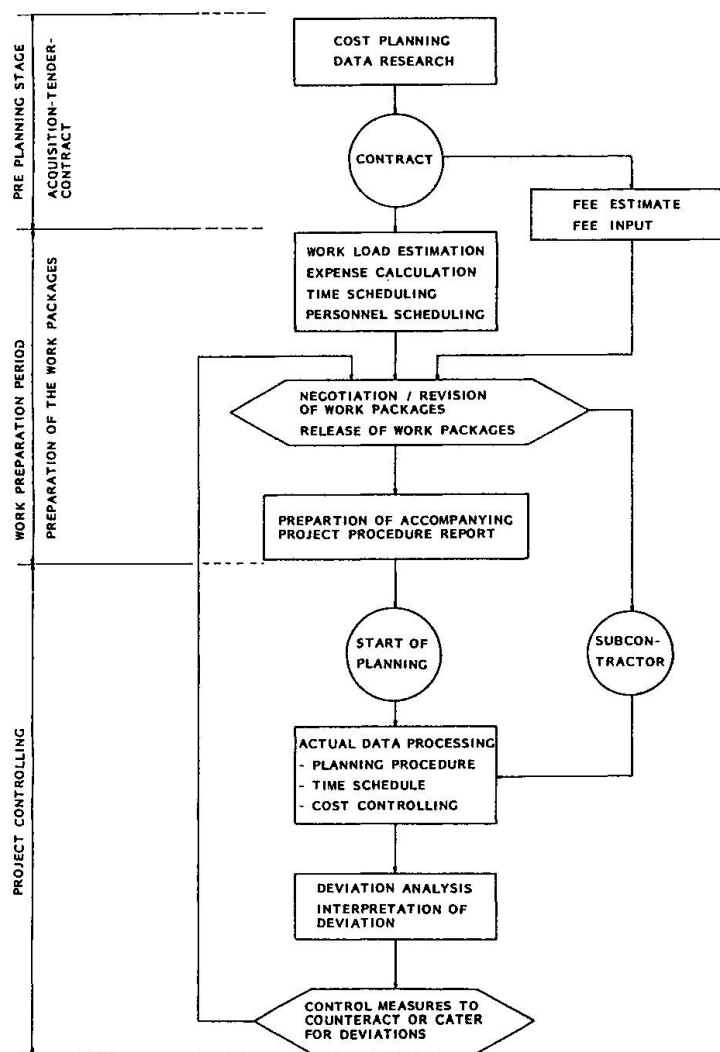 COST PLANNING
DATA RESEARCH
CONTRACT
FEE ESTIMATE
FEE INPUT
WORK LOAD ESTIMATION
EXPENSE CALCULATION
TIME SCHEDULING
PERSONNEL SCHEDULING
NEGOTIATION / REVISION
OF WORK PACKAGES
RELEASE OF WORK PACKAGES
PREPARTION OF ACCOMPANYING
PROJECT PROCEDURE REPORT
START OF
PLANNING
SUBCON-
TRACTOR
ACTUAL DATA PROCESSING
- PLANNING PROCEDURE
- TIME SCHEDULE
- COST CONTROLLING
DEVIATION ANALYSIS
INTERPRETATION OF
DEVIATION
CONTROL MEASURES TO
COUNTERACT OR CATER
FOR DEVIATIONS
PRE PLANNING STAGE
ACQUISITION-TENDER-
CONTRACT
WORK PREPARATION PERIOD
PREPARATION OF THE WORK PACKAGES
PROJECT CONTROLLING